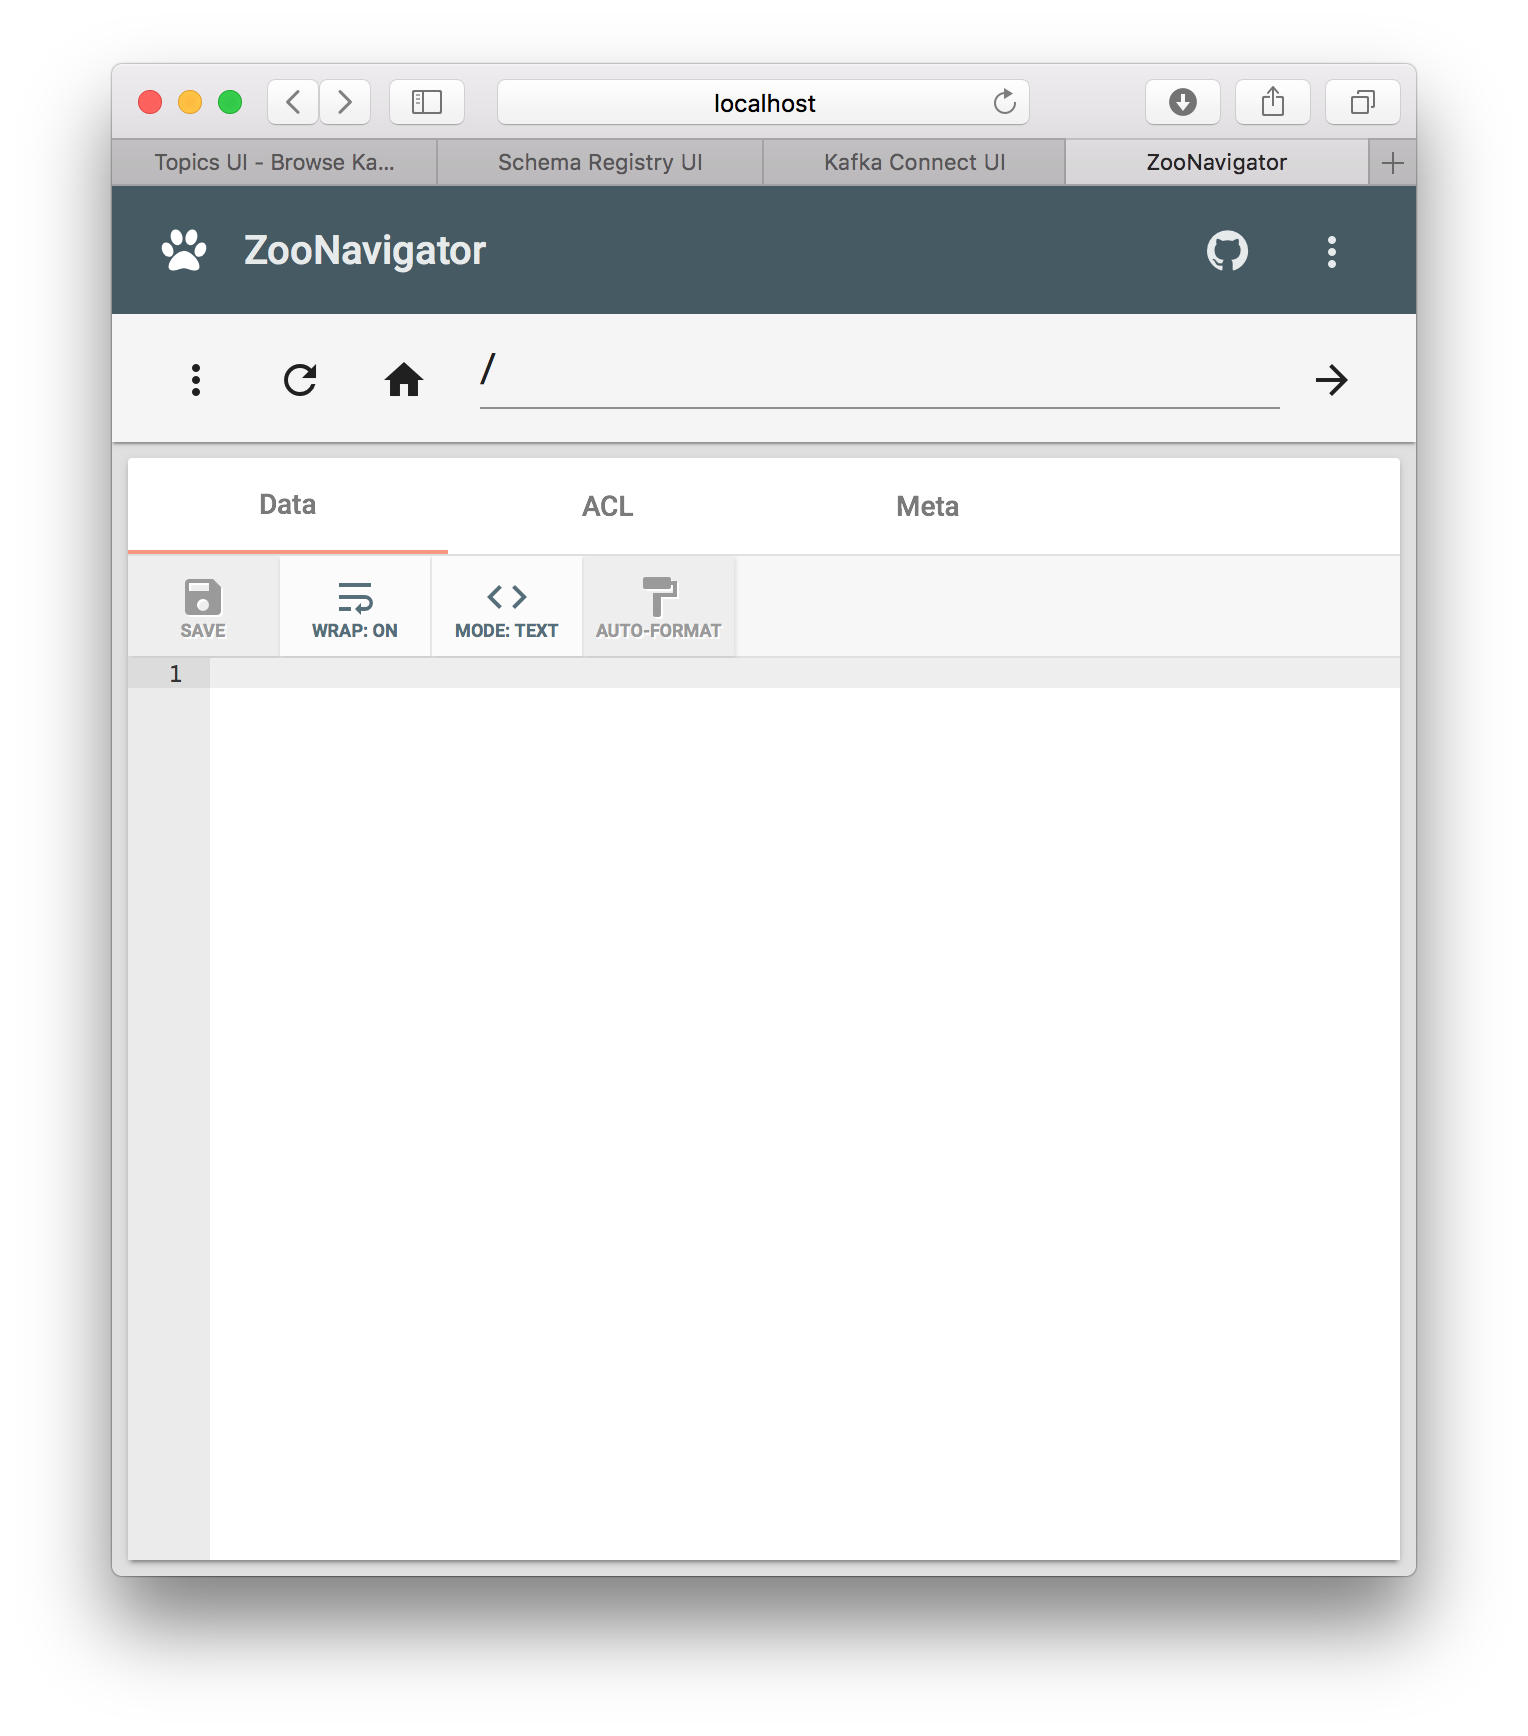 localhost
Topics UI - Browse Ka... Schema Registry UI Kafka Connect UI ZooNavigator
ZooNavigator
/
Data ACL Meta
SAVE WRAP: ON MODE: TEXT AUTO-FORMAT
1